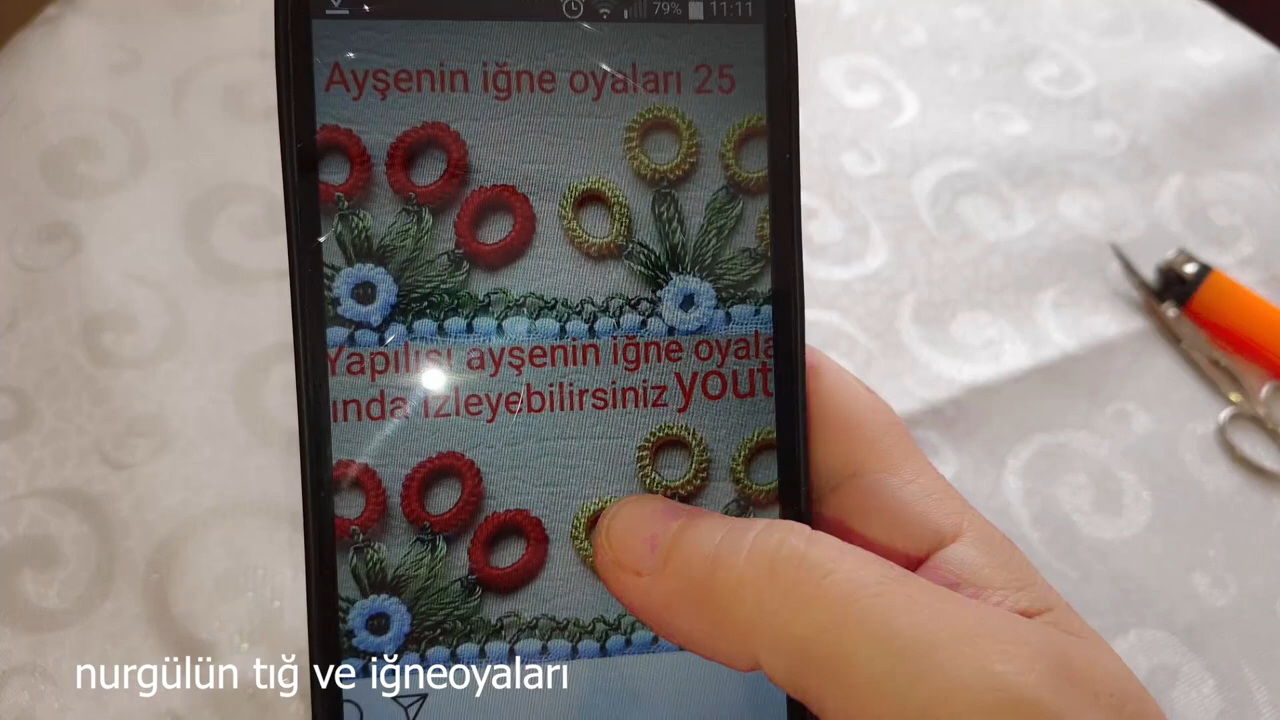 79% 11:11
Ayşenin iğne oyaları 25
Yapılışı ayşenin iğne oyala
ında izleyebilirsiniz yout
nurgülün tığ ve iğneoyaları